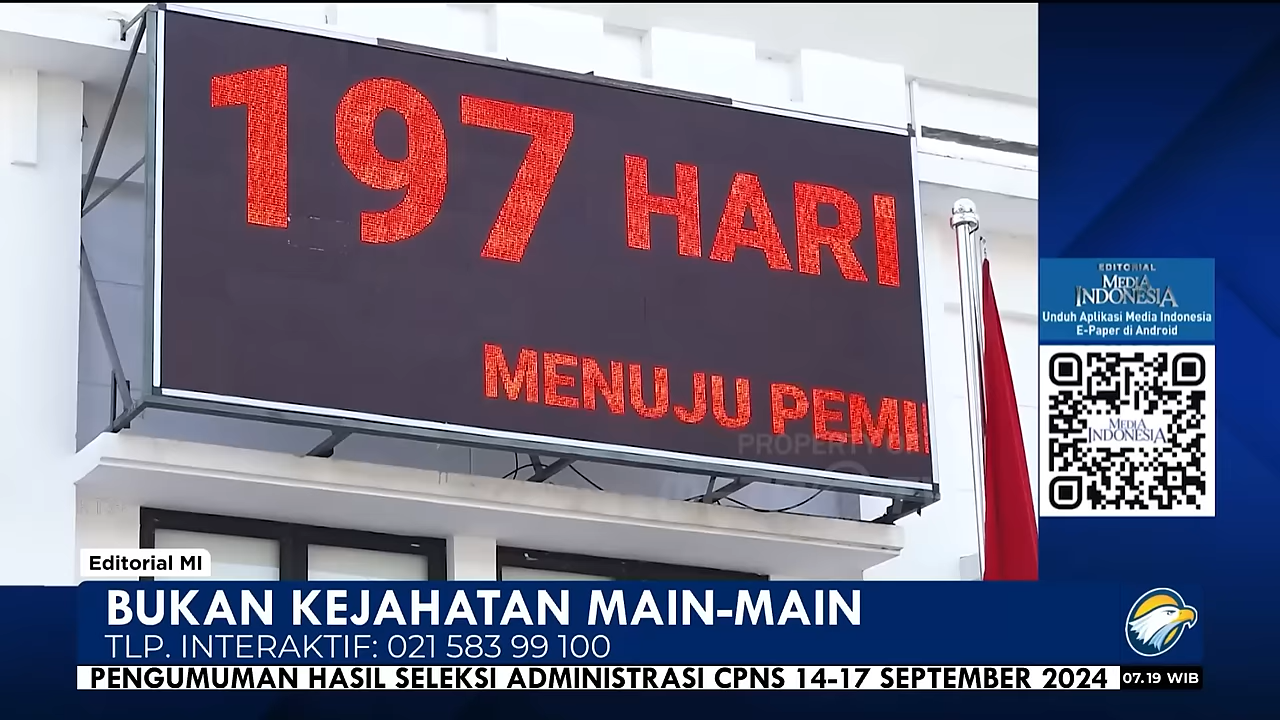 197 HARI
MENUJU PEMI
PROPERTY OF
EDITORIAL
MEDIA
INDONESIA
Unduh Aplikasi Media Indonesia
E-Paper di Android
MEDIA
INDONESIA
Editorial MI
BUKAN KEJAHATAN MAIN-MAIN
TLP. INTERAKTIF: 021 583 99 100
PENGUMUMAN HASIL SELEKSI ADMINISTRASI CPNS 14-17 SEPTEMBER 2024
07.19 WIB